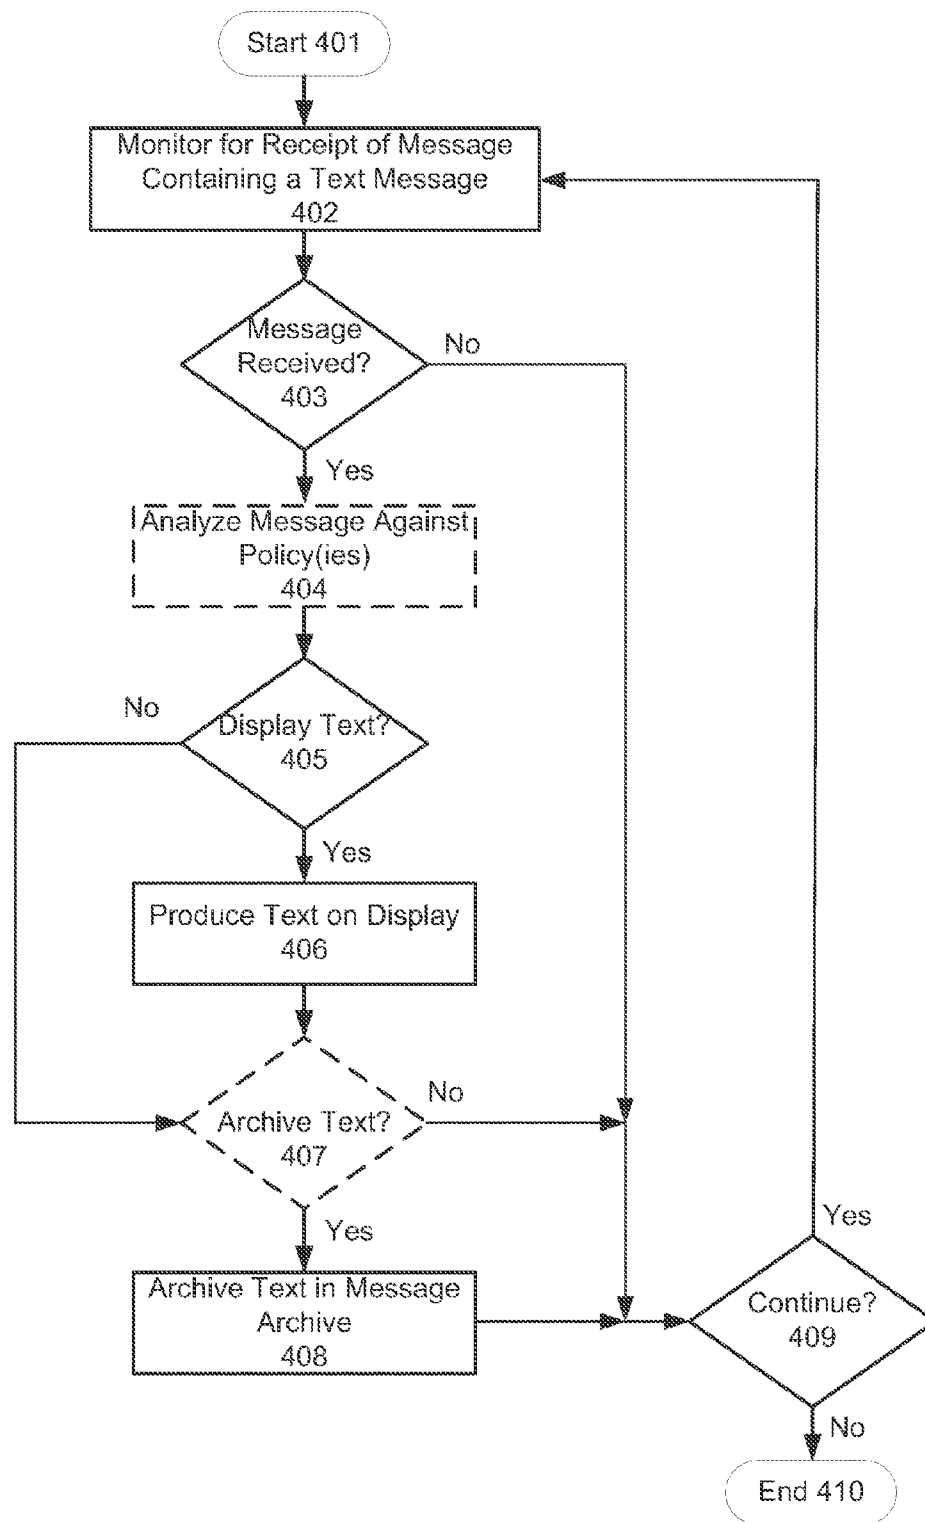 Start 401
Monitor for Receipt of Message
Containing a Text Message
402
Message
Received?
403
No
Yes
Analyze Message Against
Policy(ies)
404
No
Display Text?
405
Yes
Produce Text on Display
406
No
Archive Text?
407
Yes
Archive Text in Message
Archive
408
Yes
Continue?
409
No
End 410